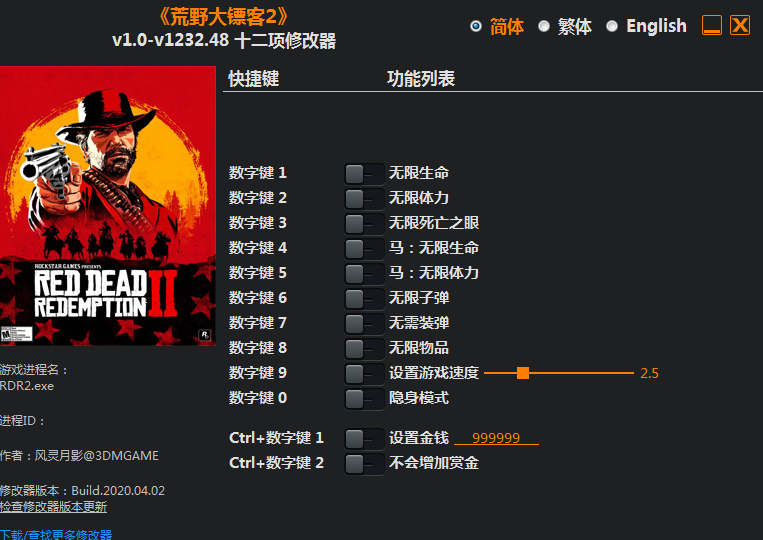 《荒野大镖客2》
v1.0-v1232.48 十二项修改器
简体 繁体 English
快捷键 功能列表
数字键 1 无限生命
数字键 2 无限体力
数字键 3 无限死亡之眼
数字键 4 马：无限生命
数字键 5 马：无限体力
数字键 6 无限子弹
数字键 7 无需装弹
数字键 8 无限物品
数字键 9 设置游戏速度 2.5
数字键 0 隐身模式
Ctrl+数字键 1 设置金钱 999999
Ctrl+数字键 2 不会增加赏金
ROCKSTAR GAMES PRESENTS
RED DEAD
REDEMPTION II
M
R
游戏进程名：
RDR2.exe
进程ID：
作者：风灵月影@3DMGAME
修改器版本：Build.2020.04.02
检查修改器版本更新
下载/查找更多修改器